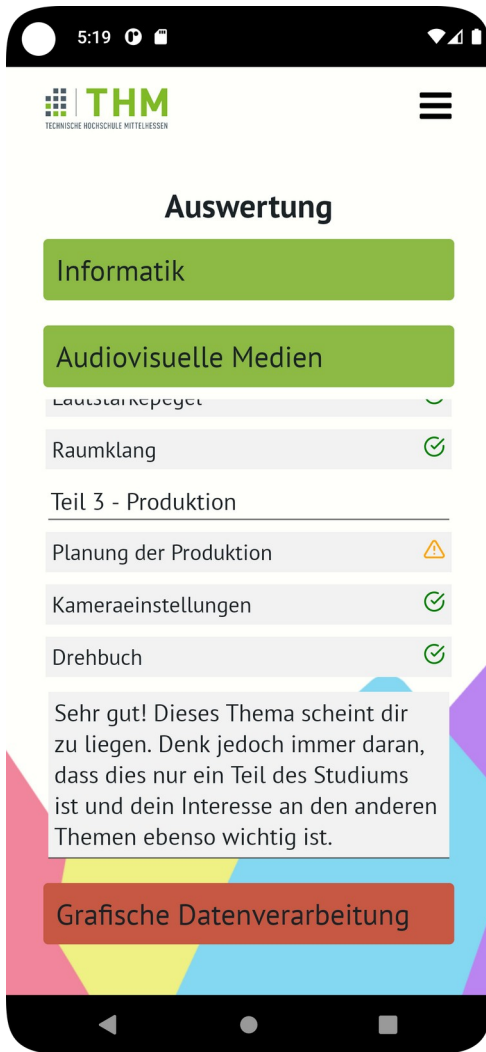 5:19
THM
TECHNISCHE HOCHSCHULE MITTELHESSEN
Auswertung
Informatik
Audiovisuelle Medien
Lautstärkepegel
Raumklang
Teil 3 - Produktion
Planung der Produktion
Kameraeinstellungen
Drehbuch
Sehr gut! Dieses Thema scheint dir
zu liegen. Denk jedoch immer daran,
dass dies nur ein Teil des Studiums
ist und dein Interesse an den anderen
Themen ebenso wichtig ist.
Grafische Datenverarbeitung